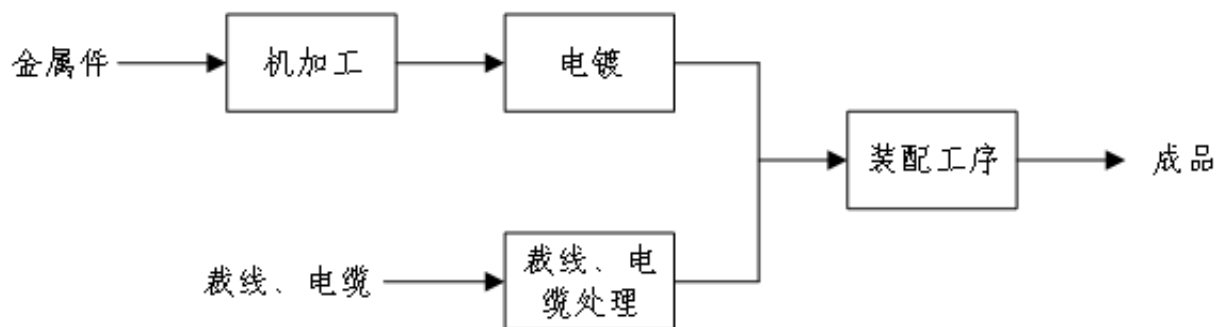 金属件
机加工
电镀
装配工序
成品
裁线、电缆
裁线、电
缆处理